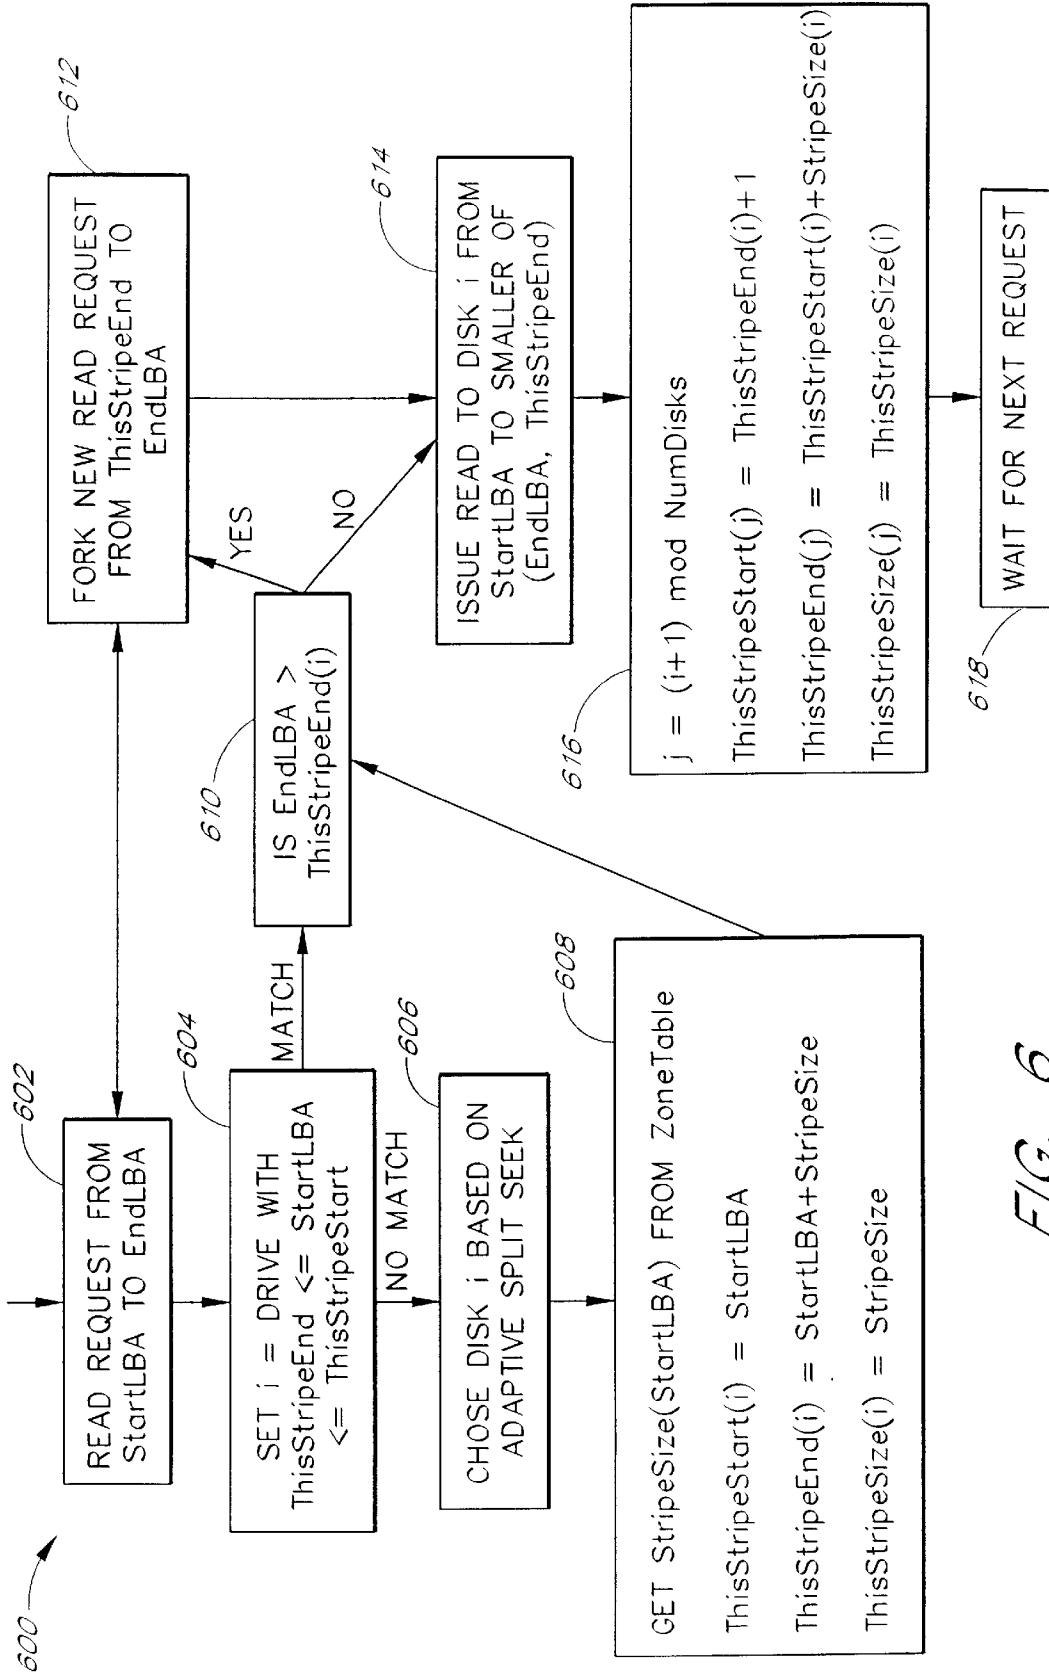 600
602
READ REQUEST FROM
StartLBA TO EndLBA
604
SET i = DRIVE WITH
ThisStripeEnd <= StartLBA
<= ThisStripeStart
MATCH
NO MATCH
606
CHOSE DISK i BASED ON
ADAPTIVE SPLIT SEEK
608
GET StripeSize(StartLBA) FROM ZoneTable
ThisStripeStart(i) = StartLBA
ThisStripeEnd(i) = StartLBA+StripeSize
ThisStripeSize(i) = StripeSize
610
IS EndLBA >
ThisStripeEnd(i)
YES
NO
612
FORK NEW READ REQUEST
FROM ThisStripeEnd TO
EndLBA
614
ISSUE READ TO DISK i FROM
StartLBA TO SMALLER OF
(EndLBA, ThisStripeEnd)
616
j = (i+1) mod NumDisks
ThisStripeStart(j) = ThisStripeEnd(i)+1
ThisStripeEnd(j) = ThisStripeStart(i)+StripeSize(i)
ThisStripeSize(j) = ThisStripeSize(i)
618
WAIT FOR NEXT REQUEST
FIG. 6